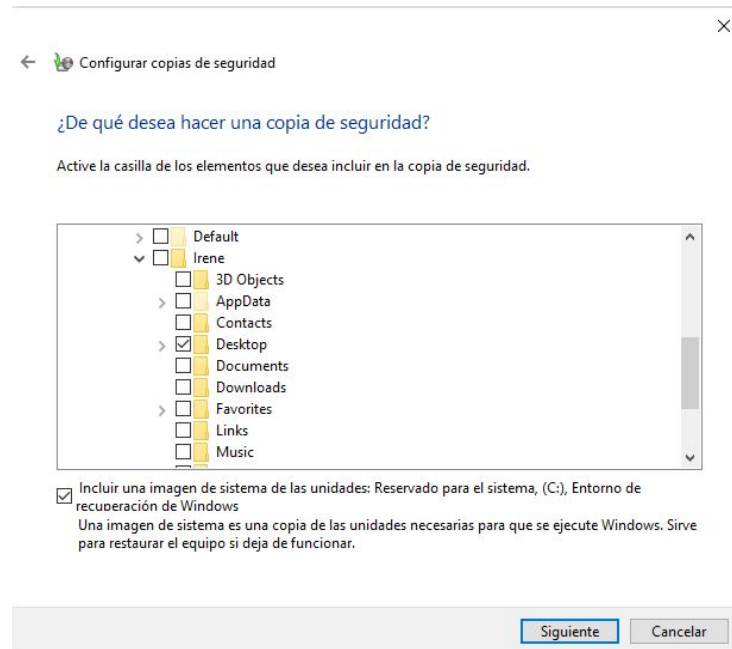 Configurar copias de seguridad
¿De qué desea hacer una copia de seguridad?
Active la casilla de los elementos que desea incluir en la copia de seguridad.
Default
Irene
3D Objects
AppData
Contacts
Desktop
Documents
Downloads
Favorites
Links
Music
Incluir una imagen de sistema de las unidades: Reservado para el sistema, (C:), Entorno de
recuperación de Windows
Una imagen de sistema es una copia de las unidades necesarias para que se ejecute Windows. Sirve
para restaurar el equipo si deja de funcionar.
Siguiente Cancelar